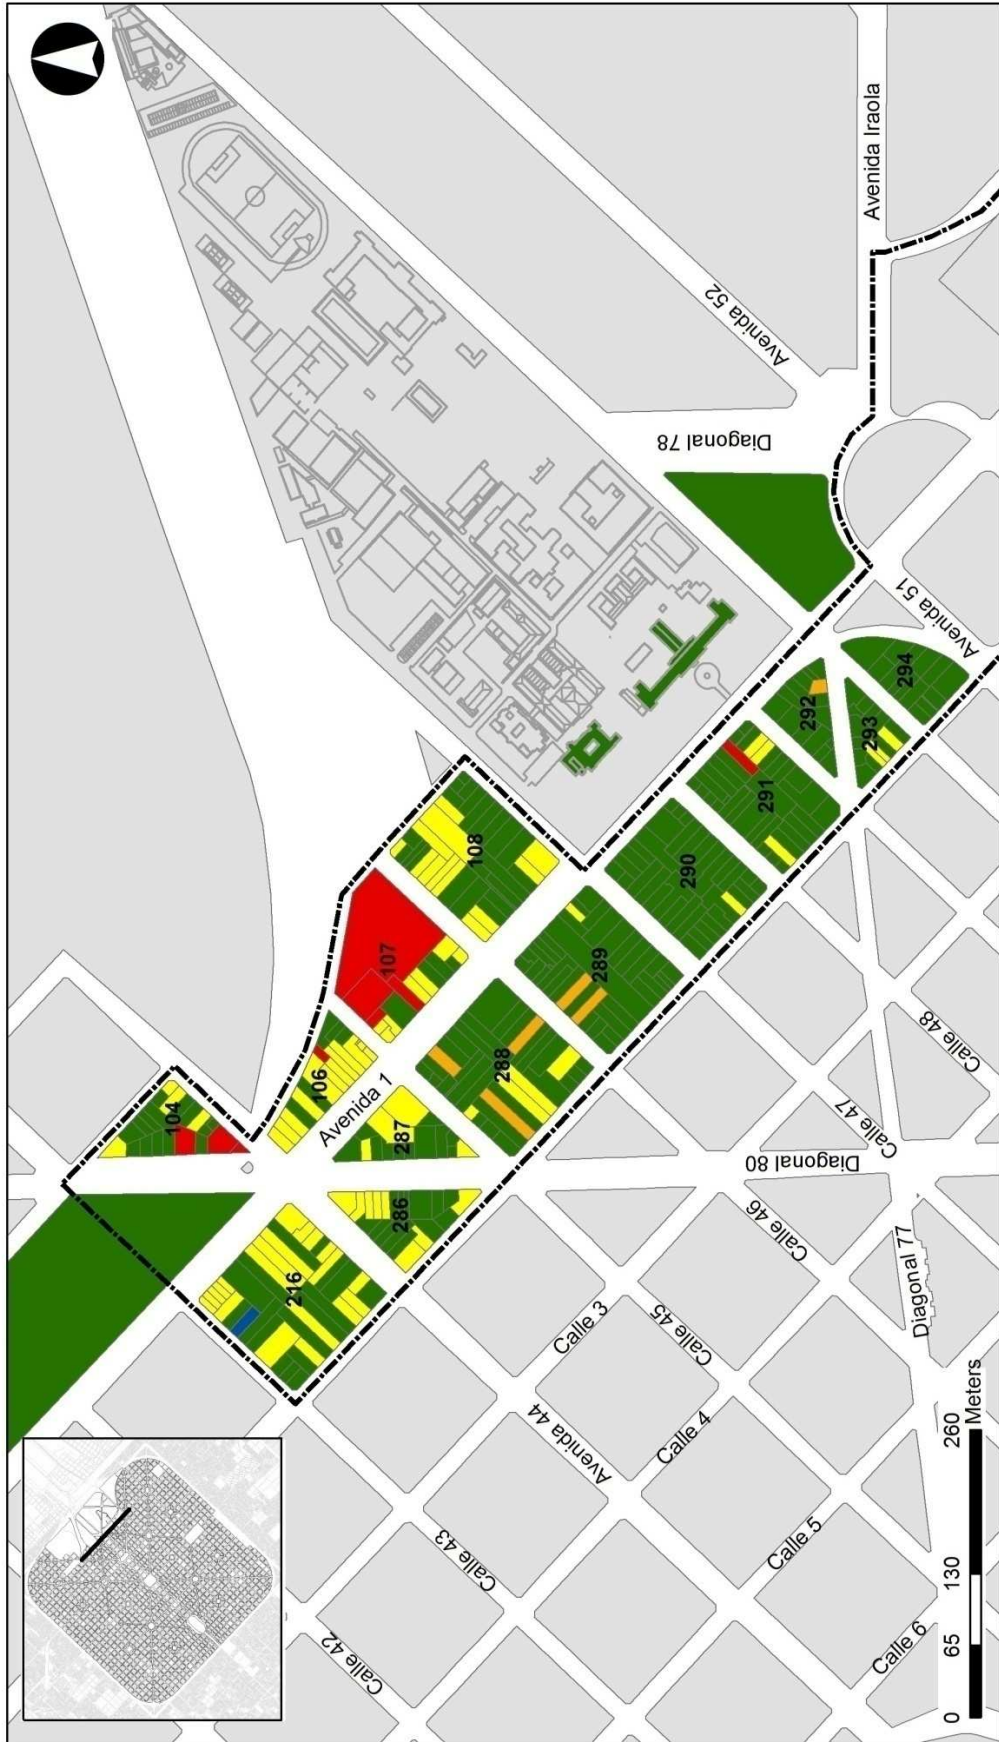 Avenida Iraola
Avenida 52
Diagonal 78
Avenida 51
294
292
293
291
290
108
107
289
106
288
104
Avenida 1
287
286
216
Calle 48
Calle 47
Diagonal 80
Calle 46
Diagonal 77
Calle 3
Calle 45
Avenida 44
Calle 4
Calle 43
Calle 5
Calle 42
Calle 6
0 65 130 260
Meters